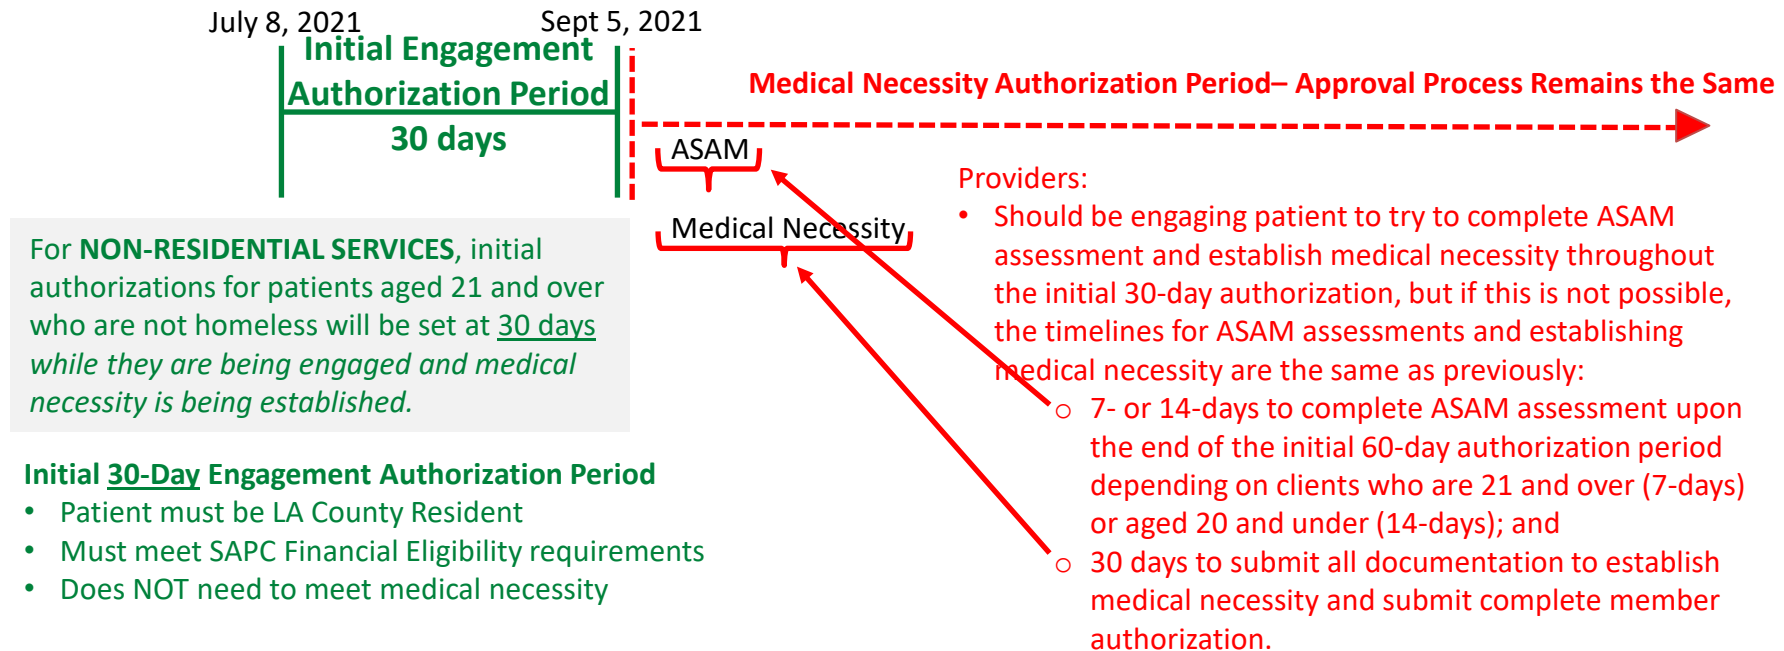 July 8, 2021
Sept 5, 2021
Initial Engagement
Authorization Period
30 days
Medical Necessity Authorization Period– Approval Process Remains the Same
ASAM
Medical Necessity
For NON-RESIDENTIAL SERVICES, initial
authorizations for patients aged 21 and over
who are not homeless will be set at 30 days
while they are being engaged and medical
necessity is being established.
Initial 30-Day Engagement Authorization Period
• Patient must be LA County Resident
• Must meet SAPC Financial Eligibility requirements
• Does NOT need to meet medical necessity
Providers:
• Should be engaging patient to try to complete ASAM
assessment and establish medical necessity throughout
the initial 30-day authorization, but if this is not possible,
the timelines for ASAM assessments and establishing
medical necessity are the same as previously:
o 7- or 14-days to complete ASAM assessment upon
the end of the initial 60-day authorization period
depending on clients who are 21 and over (7-days)
or aged 20 and under (14-days); and
o 30 days to submit all documentation to establish
medical necessity and submit complete member
authorization.